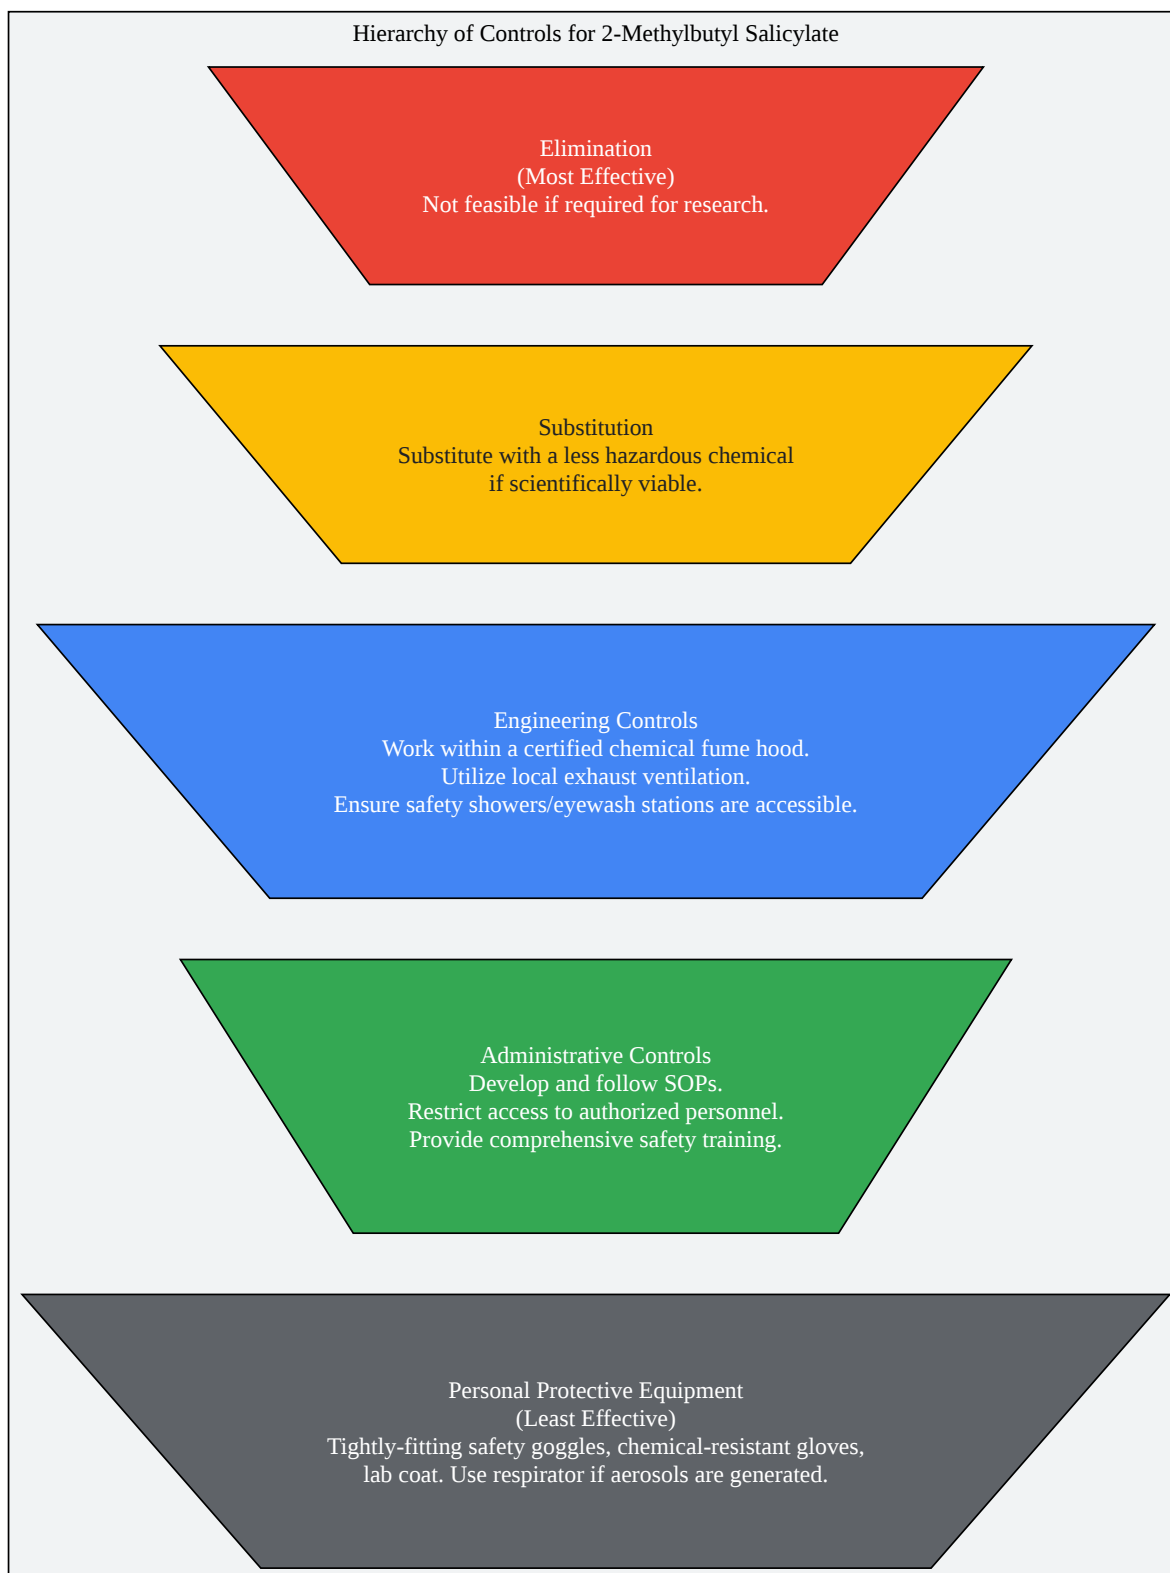 Hierarchy of Controls for 2-Methylbutyl Salicylate
Elimination
(Most Effective)
Not feasible if required for research.
Substitution
Substitute with a less hazardous chemical
if scientifically viable.
Engineering Controls
Work within a certified chemical fume hood.
Utilize local exhaust ventilation.
Ensure safety showers/eyewash stations are accessible.
Administrative Controls
Develop and follow SOPs.
Restrict access to authorized personnel.
Provide comprehensive safety training.
Personal Protective Equipment
(Least Effective)
Tightly-fitting safety goggles, chemical-resistant gloves,
lab coat. Use respirator if aerosols are generated.